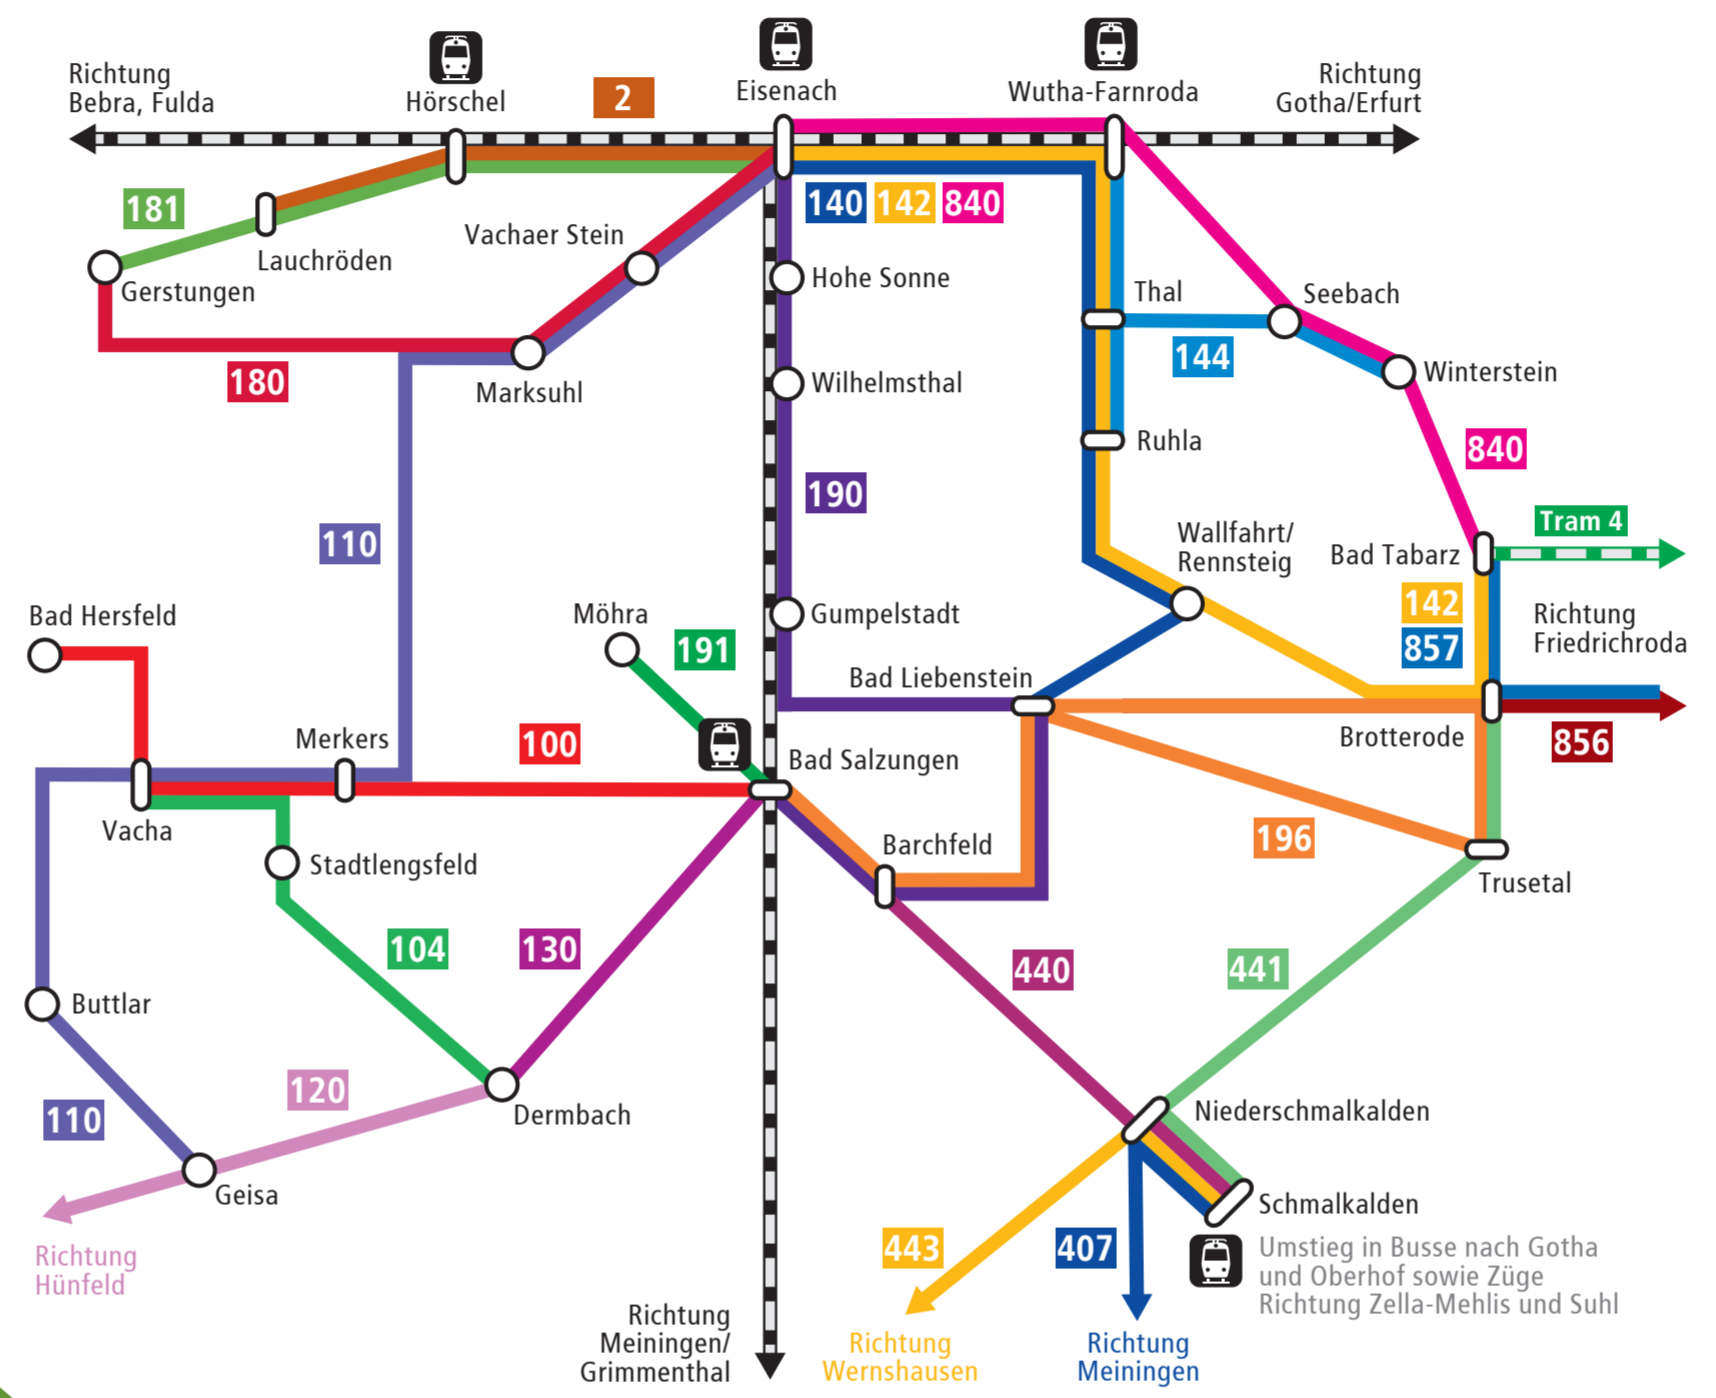 Richtung
Bebra, Fulda
Hörschel
2
Eisenach
Wutha-Farnroda
Richtung
Gotha/Erfurt
181
Lauchröden
Gerstungen
Vachaer Stein
140
142
840
Hohe Sonne
Thal
Seebach
144
Winterstein
180
Marksuhl
Wilhelmsthal
Ruhla
840
190
110
Wallfahrt/
Rennsteig
Tram 4
Bad Tabarz
142
857
Richtung
Friedrichroda
Bad Hersfeld
Möhra
191
Gumpelstadt
Bad Liebenstein
Merkers
100
Bad Salzungen
Brotterode
856
Vacha
Stadtlengsfeld
Barchfeld
196
Trusetal
104
130
440
441
Buttlar
120
110
Dermbach
Niederschmalkalden
Geisa
Schmalkalden
Richtung
Hünfeld
443
407
Umstieg in Busse nach Gotha
und Oberhof sowie Züge
Richtung Zella-Mehlis und Suhl
Richtung
Meiningen/
Grimmenthal
Richtung
Wernshausen
Richtung
Meiningen